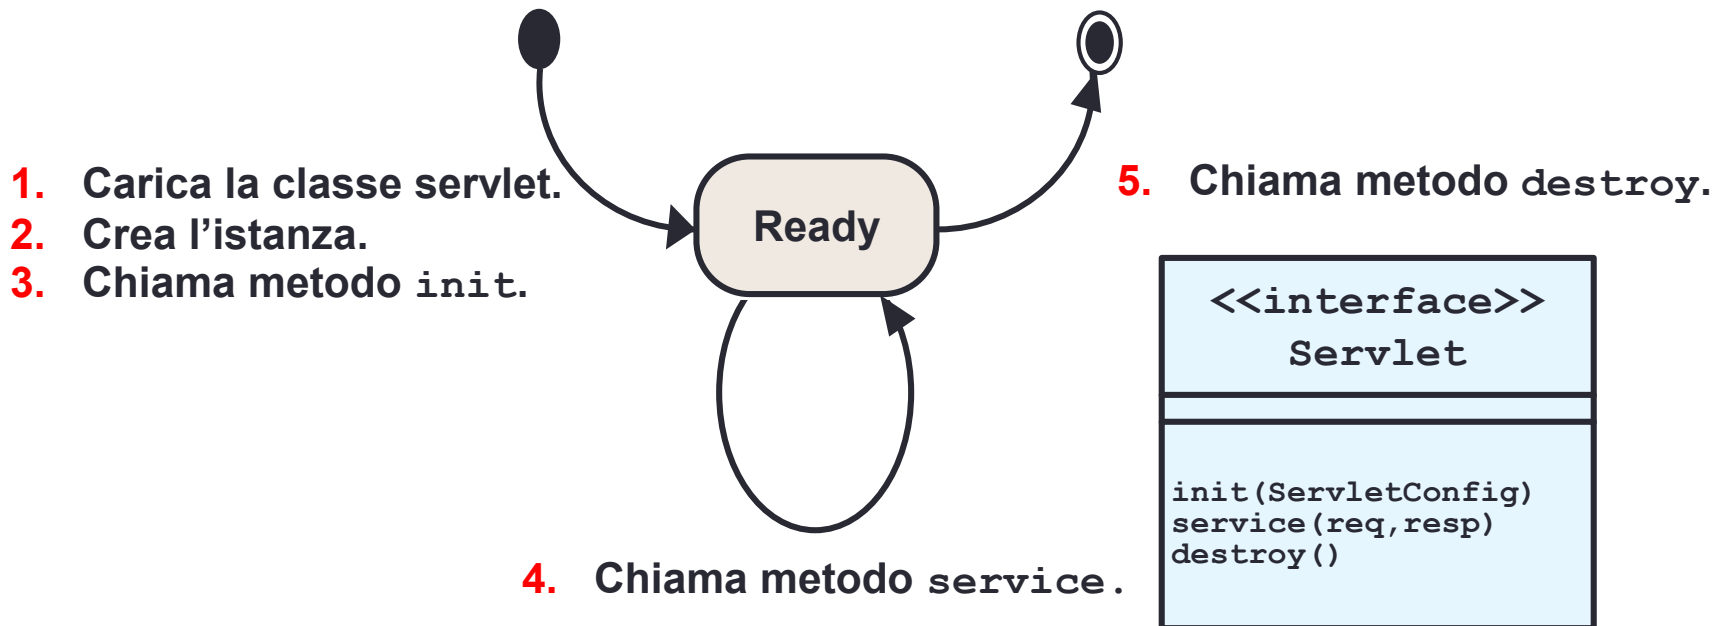 1. Carica la classe servlet.
2. Crea l’istanza.
3. Chiama metodo init.
Ready
4. Chiama metodo service.
5. Chiama metodo destroy.
<<interface>>
Servlet
init(ServletConfig)
service(req,resp)
destroy()